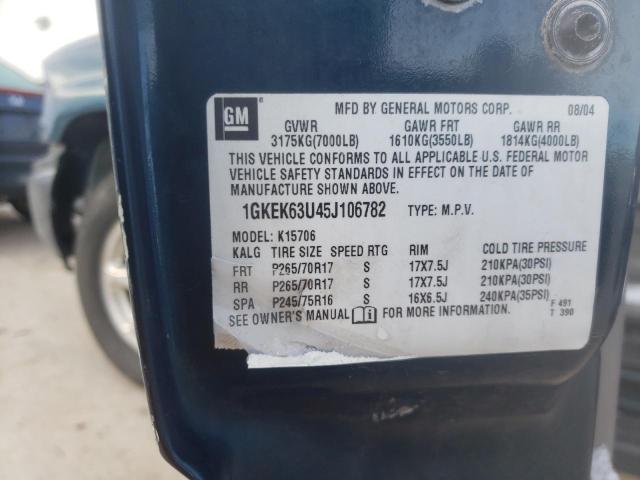 GM ®
MFD BY GENERAL MOTORS CORP. 08/04
GVWR GAWR FRT GAWR RR
3175KG(7000LB) 1610KG(3550LB) 1814KG(4000LB)
THIS VEHICLE CONFORMS TO ALL APPLICABLE U.S. FEDERAL MOTOR
VEHICLE SAFETY STANDARDS IN EFFECT ON THE DATE OF
MANUFACTURE SHOWN ABOVE.
1GKEK63U45J106782 TYPE: M.P.V.
MODEL: K15706
KALG TIRE SIZE SPEED RTG RIM COLD TIRE PRESSURE
FRT P265/70R17 S 17X7.5J 210KPA(30PSI)
RR P265/70R17 S 17X7.5J 210KPA(30PSI)
SPA P245/75R16 S 16X6.5J 240KPA(35PSI)
F 491
SEE OWNER'S MANUAL i FOR MORE INFORMATION.
T 390